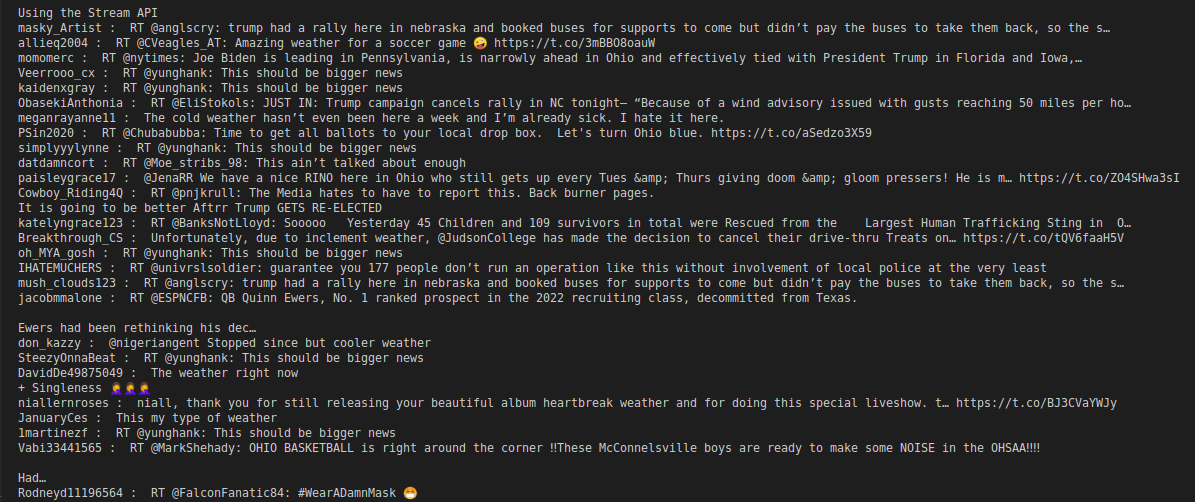 Using the Stream API
masky_Artist :  RT @anglscry: trump had a rally here in nebraska and booked buses for supports to come but didn’t pay the buses to take them back, so the s…
allieq2004 :  RT @CVeagles_AT: Amazing weather for a soccer game 🤪 https://t.co/3mBBO8oauW
momomerc :  RT @nytimes: Joe Biden is leading in Pennsylvania, is narrowly ahead in Ohio and effectively tied with President Trump in Florida and Iowa,…
Veerrooo_cx :  RT @yunghank: This should be bigger news
kaidenxgray :  RT @yunghank: This should be bigger news
ObasekiAnthonia :  RT @EliStokols: JUST IN: Trump campaign cancels rally in NC tonight— “Because of a wind advisory issued with gusts reaching 50 miles per ho…
meganrayanne11 :  The cold weather hasn’t even been here a week and I’m already sick. I hate it here.
PSin2020 :  RT @Chubabubba: Time to get all ballots to your local drop box.  Let's turn Ohio blue. https://t.co/aSedzo3X59
simplyyylynne :  RT @yunghank: This should be bigger news
datdamncort :  RT @Moe_stribs_98: This ain’t talked about enough
paisleygrace17 :  @JenaRR We have a nice RINO here in Ohio who still gets up every Tues &amp; Thurs giving doom &amp; gloom pressers! He is m… https://t.co/ZO4SHwa3sI
Cowboy_Riding4Q :  RT @pnjkrull: The Media hates to have to report this. Back burner pages.
It is going to be better Aftrr Trump GETS RE-ELECTED
katelyngrace123 :  RT @BanksNotLloyd: Sooooo   Yesterday 45 Children and 109 survivors in total were Rescued from the    Largest Human Trafficking Sting in  O…
Breakthrough_CS :  Unfortunately, due to inclement weather, @JudsonCollege has made the decision to cancel their drive-thru Treats on… https://t.co/tQV6faaH5V
oh_MYA_gosh :  RT @yunghank: This should be bigger news
IHATEMUCHERS :  RT @univrslsoldier: guarantee you 177 people don’t run an operation like this without involvement of local police at the very least
mush_clouds123 :  RT @anglscry: trump had a rally here in nebraska and booked buses for supports to come but didn’t pay the buses to take them back, so the s…
jacobmmalone :  RT @ESPNCFB: QB Quinn Ewers, No. 1 ranked prospect in the 2022 recruiting class, decommitted from Texas.
Ewers had been rethinking his dec…
don_kazzy :  @nigeriangent Stopped since but cooler weather
SteezyOnnaBeat :  RT @yunghank: This should be bigger news
DavidDe49875049 :  The weather right now
+ Singleness 🤦‍♀️🤦‍♀️🤦‍♀️
niallernroses :  niall, thank you for still releasing your beautiful album heartbreak weather and for doing this special liveshow. t… https://t.co/BJ3CVaYWJy
JanuaryCes :  This my type of weather
1martinezf :  RT @yunghank: This should be bigger news
Vabi33441565 :  RT @MarkShehady: OHIO BASKETBALL is right around the corner ‼️These McConnelsville boys are ready to make some NOISE in the OHSAA‼️‼️
Had…
Rodneyd11196564 :  RT @FalconFanatic84: #WearADamnMask 😷